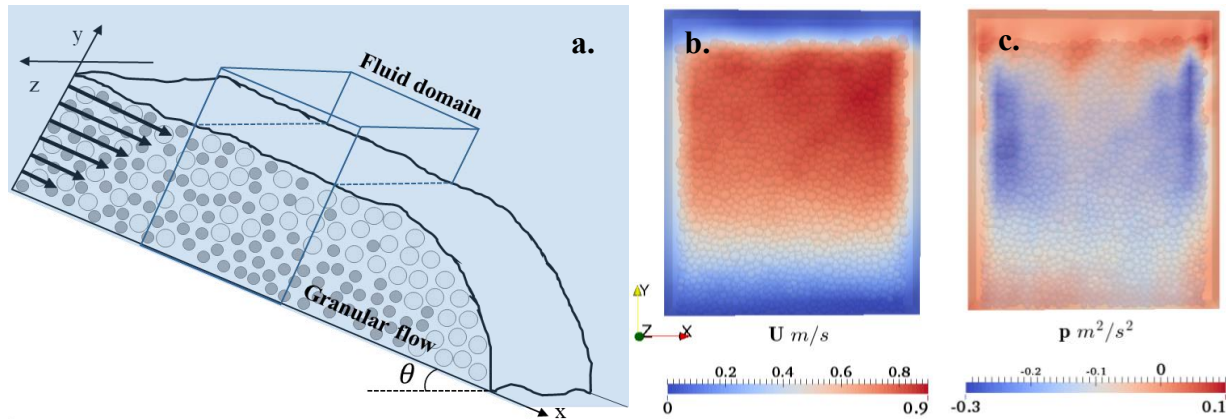 y
z
a.
Fluid domain
Granular flow
θ
x
b.
Y
Z
X
U m/s
0.2 0.4 0.6 0.8
0 0.9
c.
p m²/s²
-0.2 -0.1 0
-0.3 0.1